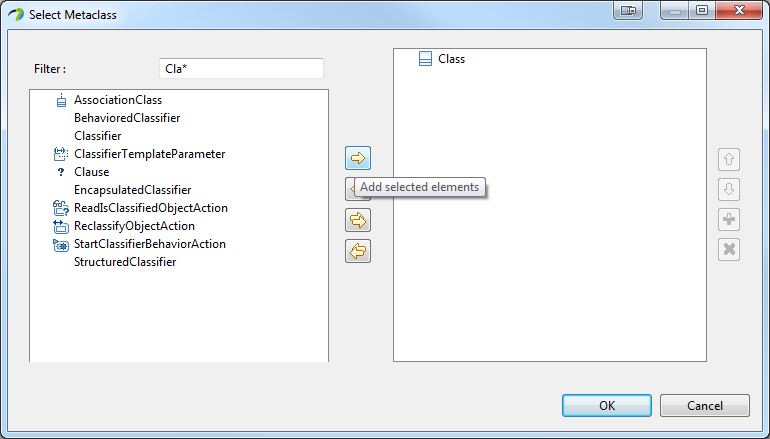 Select Metaclass
Filter :
Cla*
AssociationClass
BehavioredClassifier
Classifier
ClassifierTemplateParameter
? Clause
EncapsulatedClassifier
ReadIsClassifiedObjectAction
ReclassifyObjectAction
StartClassifierBehaviorAction
StructuredClassifier
Add selected elements
Class
OK
Cancel